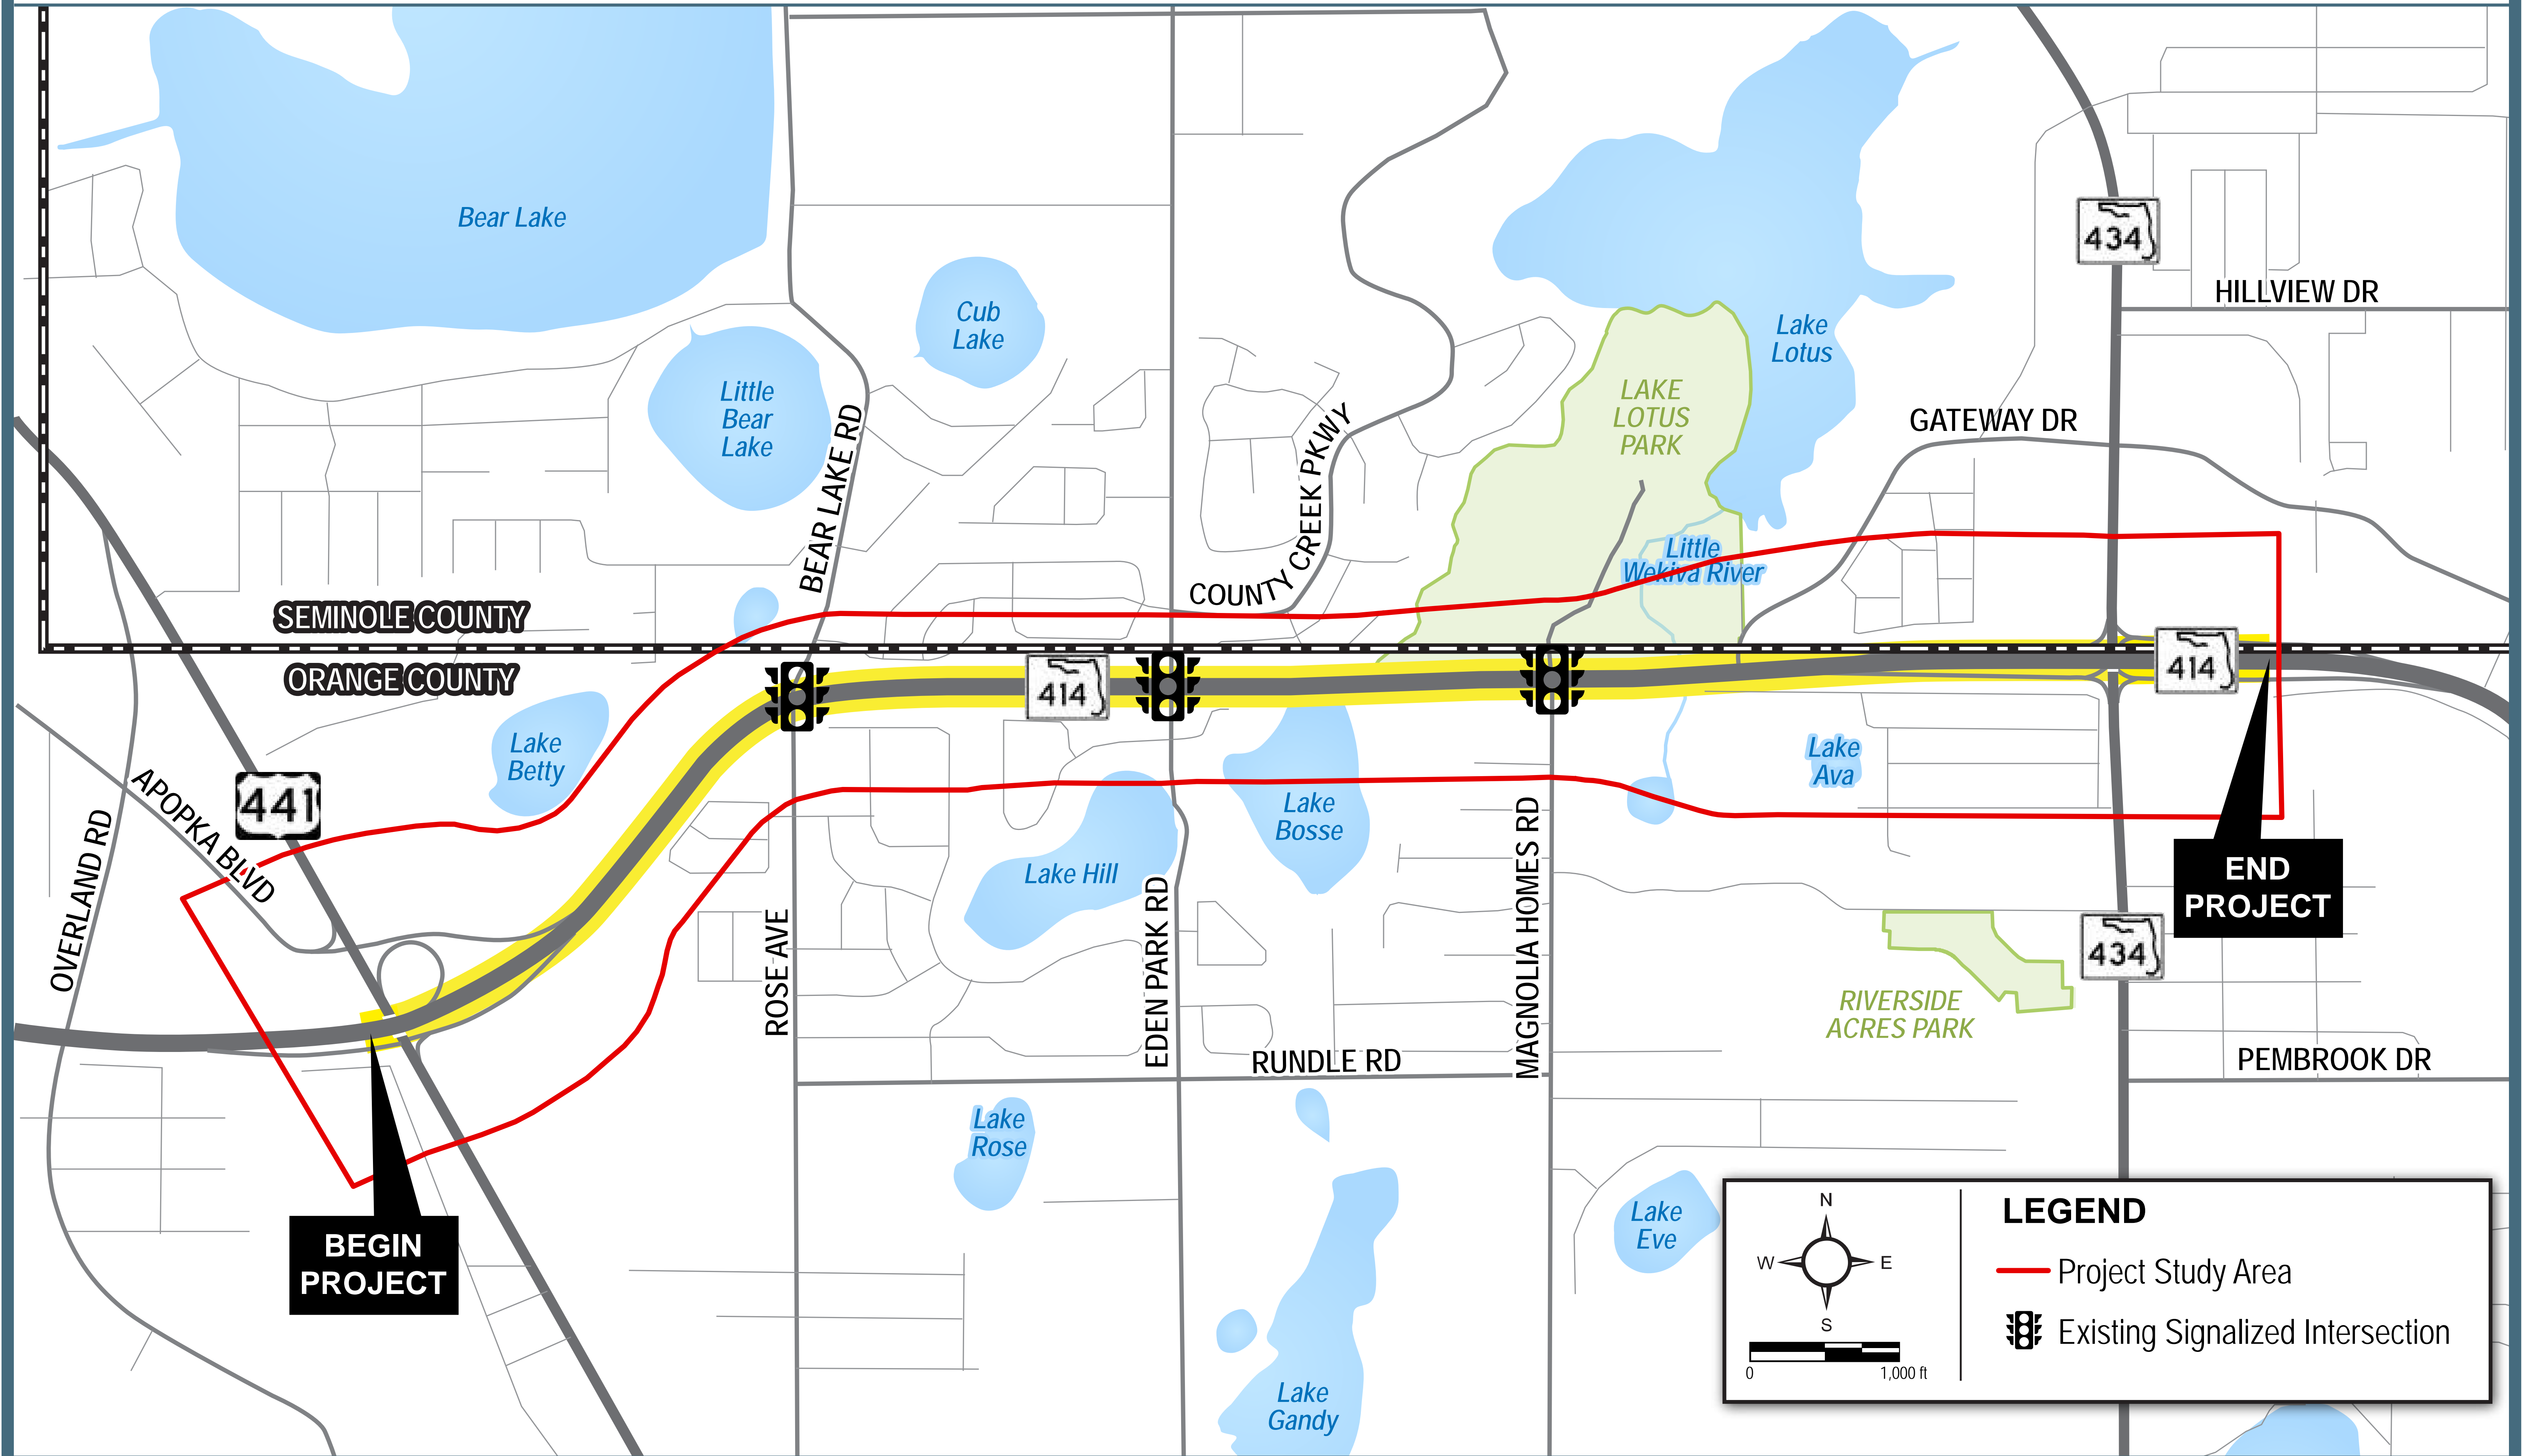 Bear Lake
Cub
Lake
Little
Bear
Lake
BEAR LAKE RD
COUNTY CREEK PKWY
LAKE
LOTUS
PARK
Lake
Lotus
Little
Wekiva River
434
HILLVIEW DR
GATEWAY DR
SEMINOLE COUNTY
ORANGE COUNTY
414
414
Lake
Betty
441
APOPKA BLVD
OVERLAND RD
Lake Hill
Lake
Bosse
Lake
Ava
ROSE AVE
EDEN PARK RD
MAGNOLIA HOMES RD
RUNDLE RD
END
PROJECT
434
RIVERSIDE
ACRES PARK
PEMBROOK DR
Lake
Rose
Lake
Eve
Lake
Gandy
BEGIN
PROJECT
N
W
E
S
0
1,000 ft
LEGEND
Project Study Area
Existing Signalized Intersection